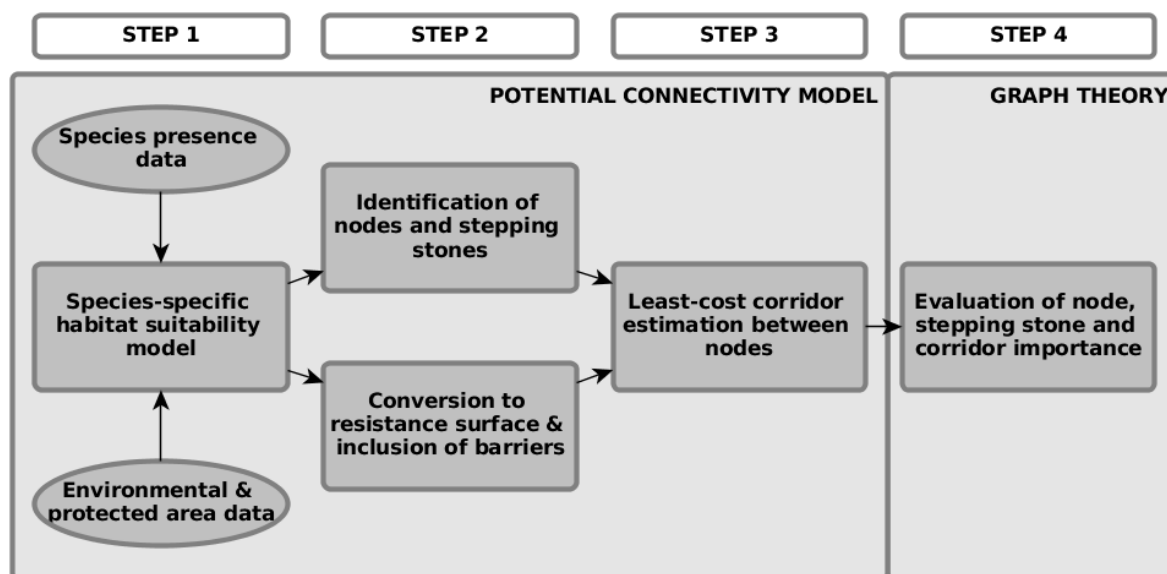 STEP 1
STEP 2
STEP 3
STEP 4
POTENTIAL CONNECTIVITY MODEL
GRAPH THEORY
Species presence
data
Species-specific
habitat suitability
model
Environmental &
protected area data
Identification of
nodes and stepping
stones
Conversion to
resistance surface &
inclusion of barriers
Least-cost corridor
estimation between
nodes
Evaluation of node,
stepping stone and
corridor importance